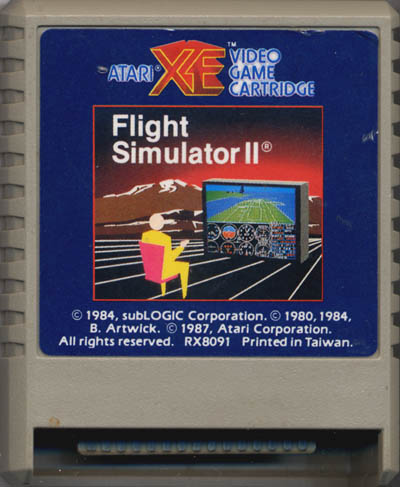 ATARI® XE™ VIDEO
GAME
CARTRIDGE
Flight
Simulator II®
© 1984, subLOGIC Corporation. © 1980, 1984,
B. Artwick. © 1987, Atari Corporation.
All rights reserved. RX8091 Printed in Taiwan.